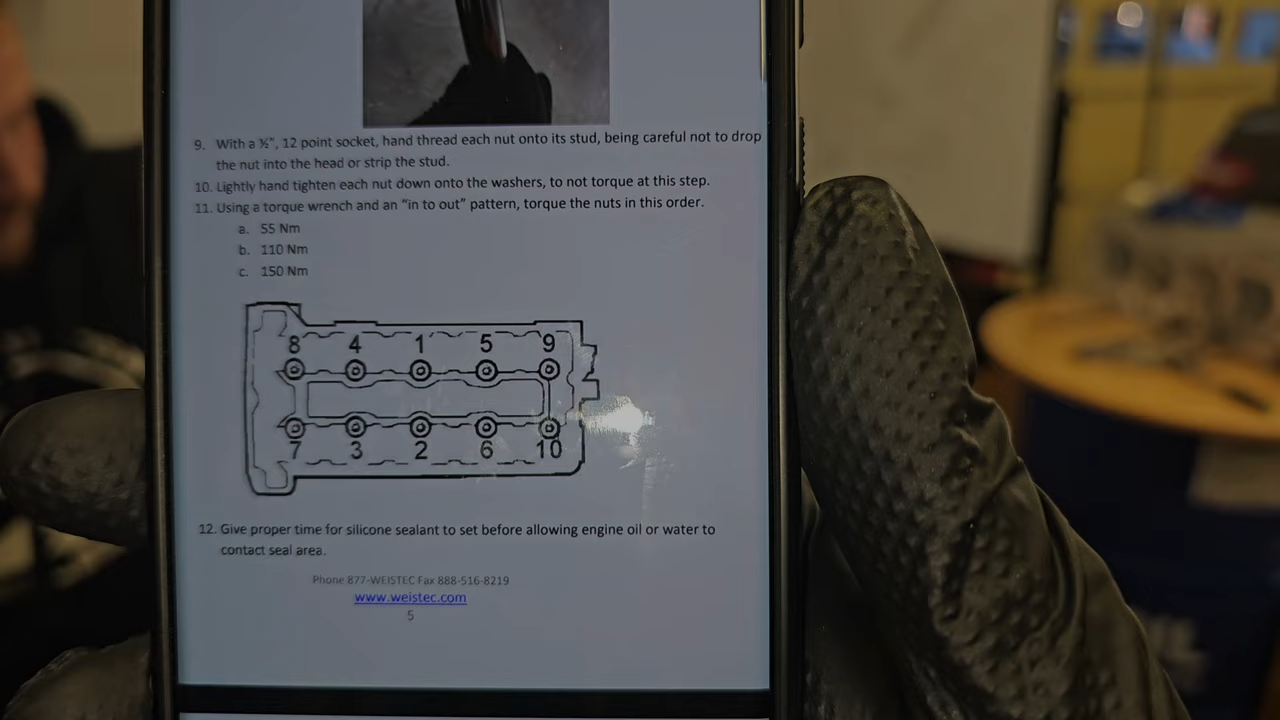 9. With a ½", 12 point socket, hand thread each nut onto its stud, being careful not to drop
the nut into the head or strip the stud.
10. Lightly hand tighten each nut down onto the washers, to not torque at this step.
11. Using a torque wrench and an "in to out" pattern, torque the nuts in this order.
a. 55 Nm
b. 110 Nm
c. 150 Nm
8 4 1 5 9
7 3 2 6 10
12. Give proper time for silicone sealant to set before allowing engine oil or water to
contact seal area.
Phone 877-WEISTEC Fax 888-516-8219
www.weistec.com
5